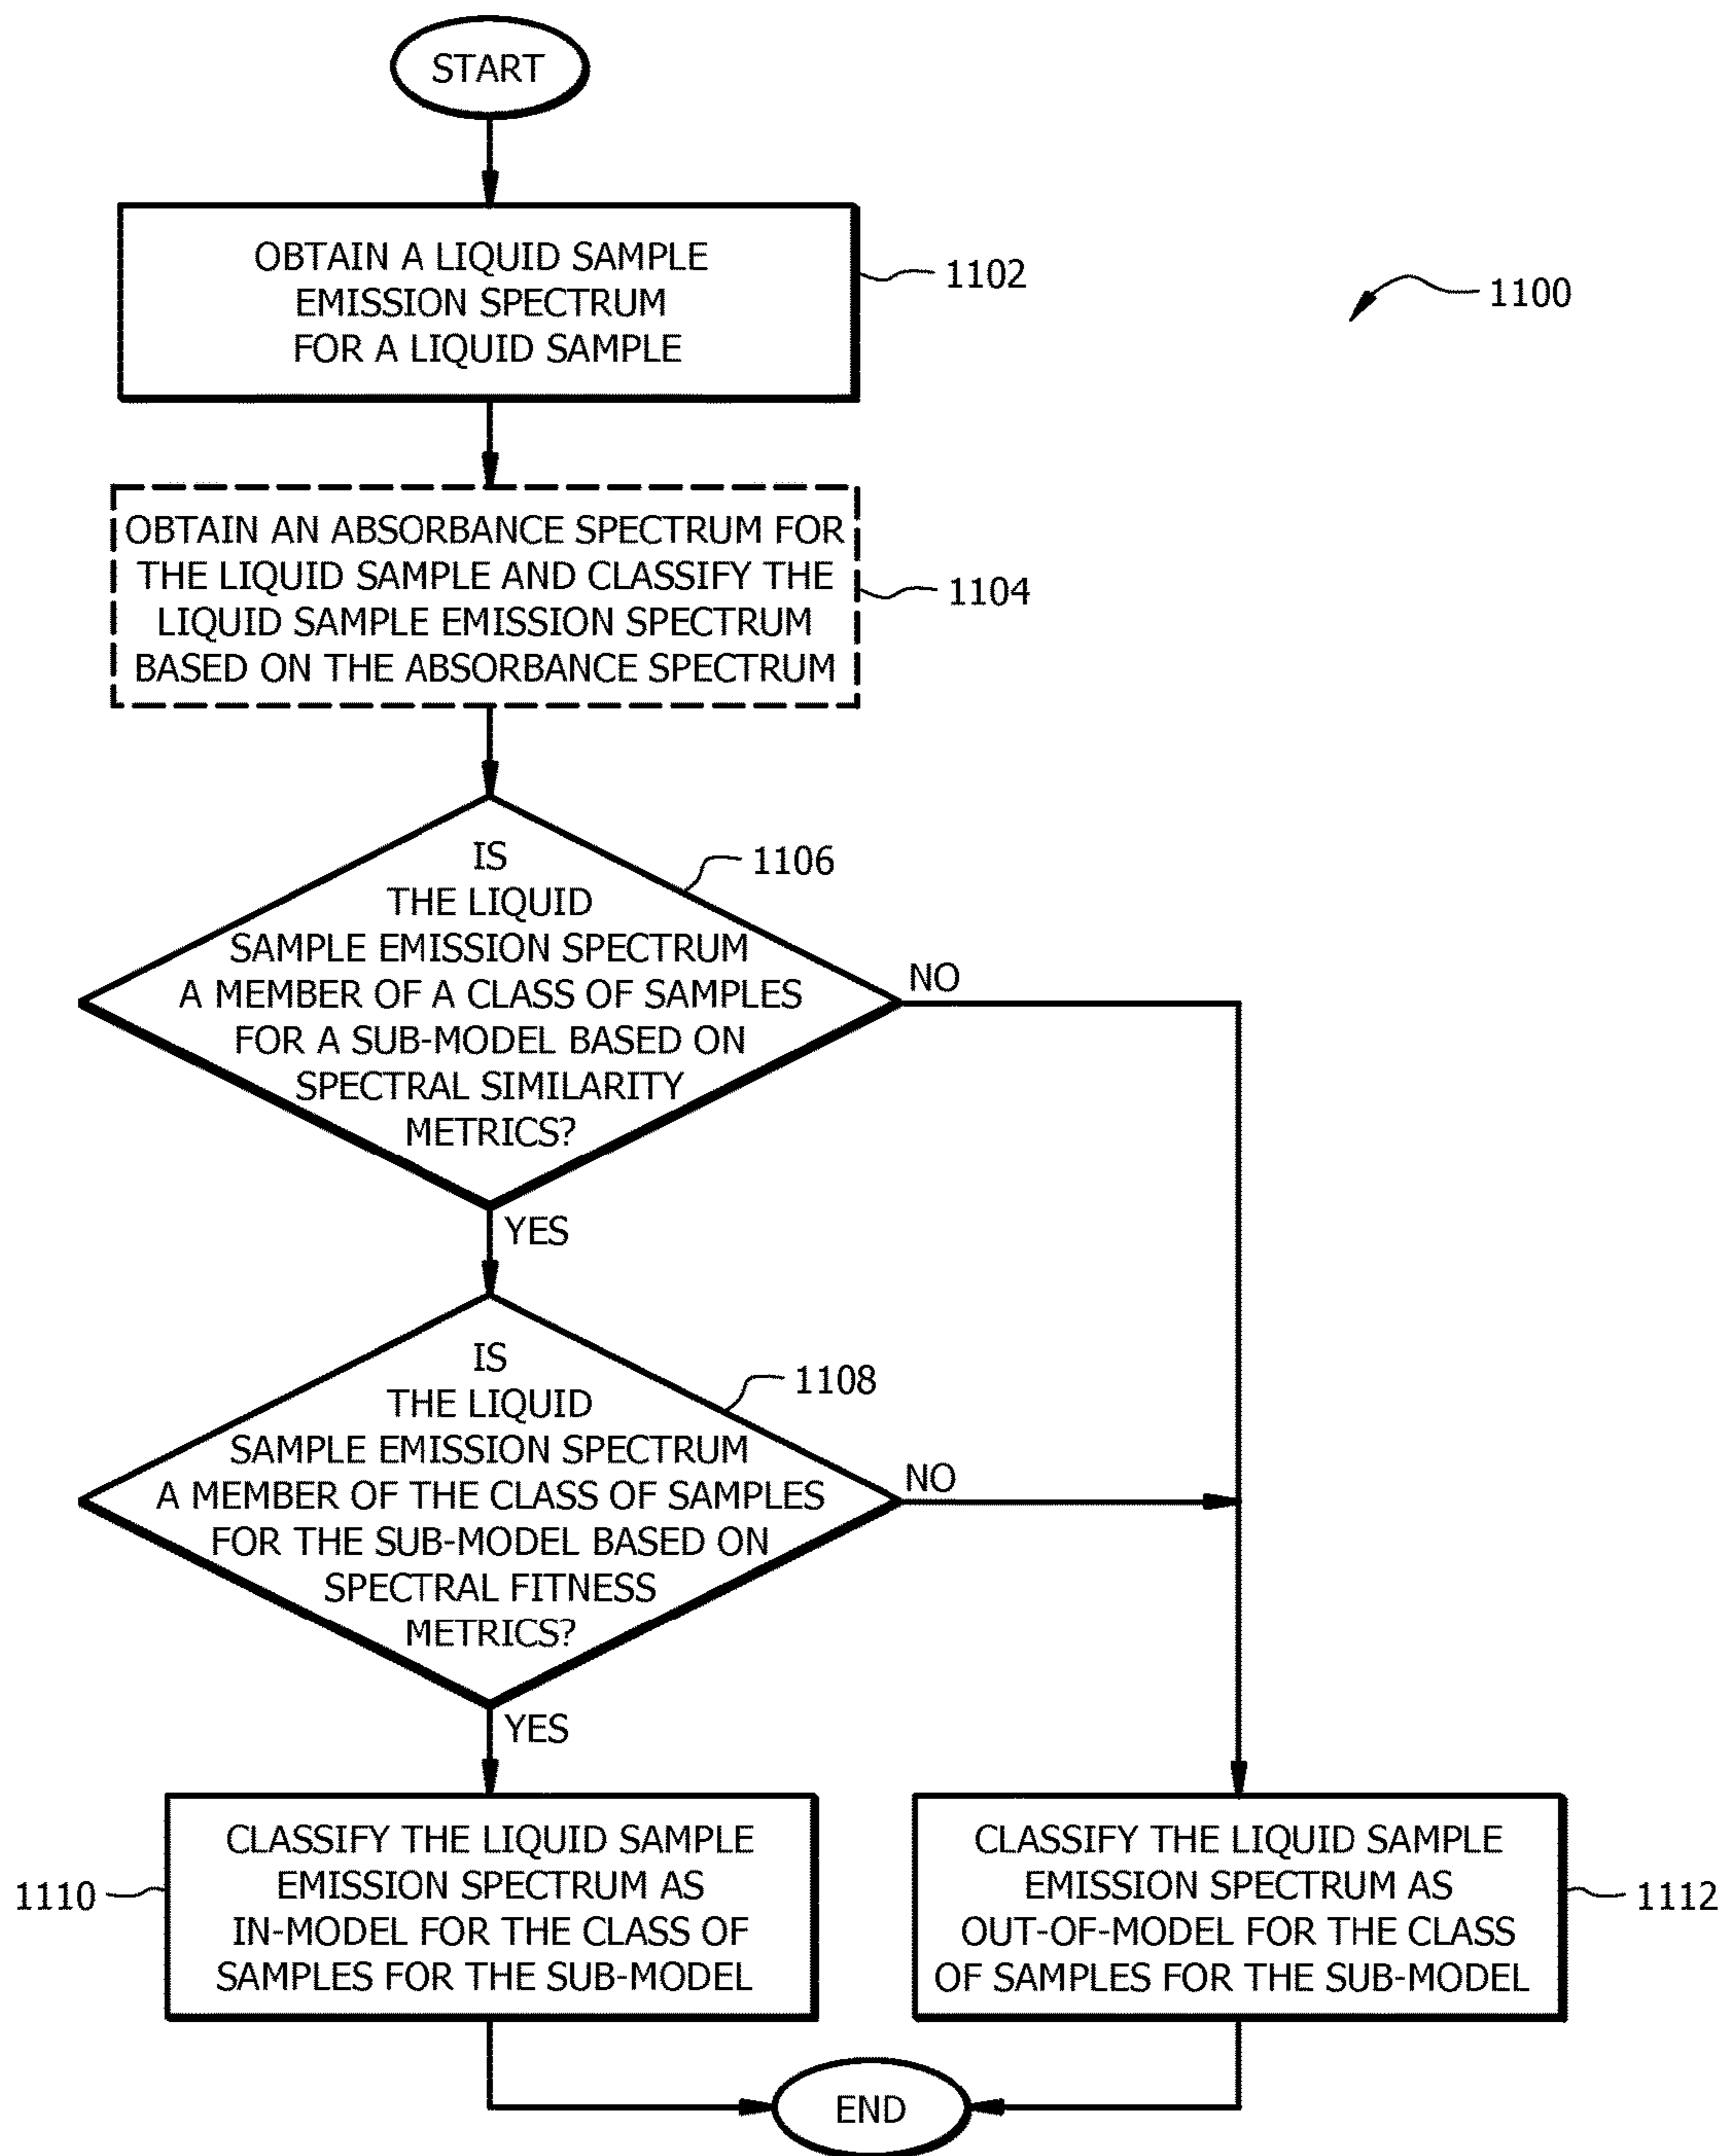 START
OBTAIN A LIQUID SAMPLE
EMISSION SPECTRUM
FOR A LIQUID SAMPLE
1102
1100
OBTAIN AN ABSORBANCE SPECTRUM FOR
THE LIQUID SAMPLE AND CLASSIFY THE
LIQUID SAMPLE EMISSION SPECTRUM
BASED ON THE ABSORBANCE SPECTRUM
1104
IS
THE LIQUID
SAMPLE EMISSION SPECTRUM
A MEMBER OF A CLASS OF SAMPLES
FOR A SUB-MODEL BASED ON
SPECTRAL SIMILARITY
METRICS?
1106
NO
YES
IS
THE LIQUID
SAMPLE EMISSION SPECTRUM
A MEMBER OF THE CLASS OF SAMPLES
FOR THE SUB-MODEL BASED ON
SPECTRAL FITNESS
METRICS?
1108
NO
YES
CLASSIFY THE LIQUID SAMPLE
EMISSION SPECTRUM AS
IN-MODEL FOR THE CLASS OF
SAMPLES FOR THE SUB-MODEL
1110
CLASSIFY THE LIQUID SAMPLE
EMISSION SPECTRUM AS
OUT-OF-MODEL FOR THE CLASS
OF SAMPLES FOR THE SUB-MODEL
1112
END